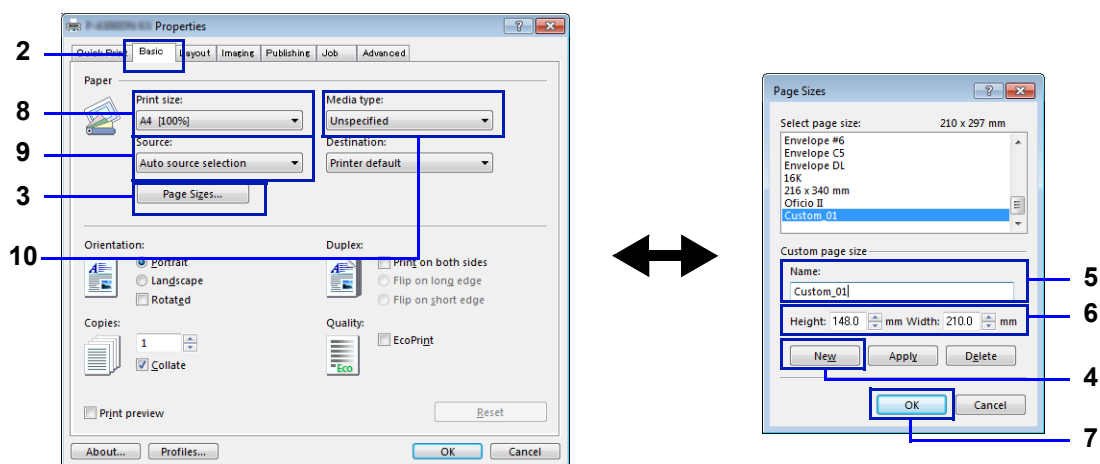 Properties
2
Quick Print Basic Layout Imaging Publishing Job Advanced
Paper
8
Print size:
A4 [100%]
Media type:
Unspecified
9
Source:
Auto source selection
Destination:
Printer default
3
Page Sizes...
10
Orientation:
Portrait
Landscape
Rotated
Duplex:
Print on both sides
Flip on long edge
Flip on short edge
Copies:
1
Collate
Quality:
Eco
EcoPrint
Print preview
Reset
About... Profiles... OK Cancel
Page Sizes
Select page size: 210 x 297 mm
Envelope #6
Envelope C5
Envelope DL
16K
216 x 340 mm
Oficio II
Custom_01
Custom page size
Name:
Custom_01
5
Height: 148.0 mm Width: 210.0 mm
6
New Apply Delete
4
OK Cancel
7